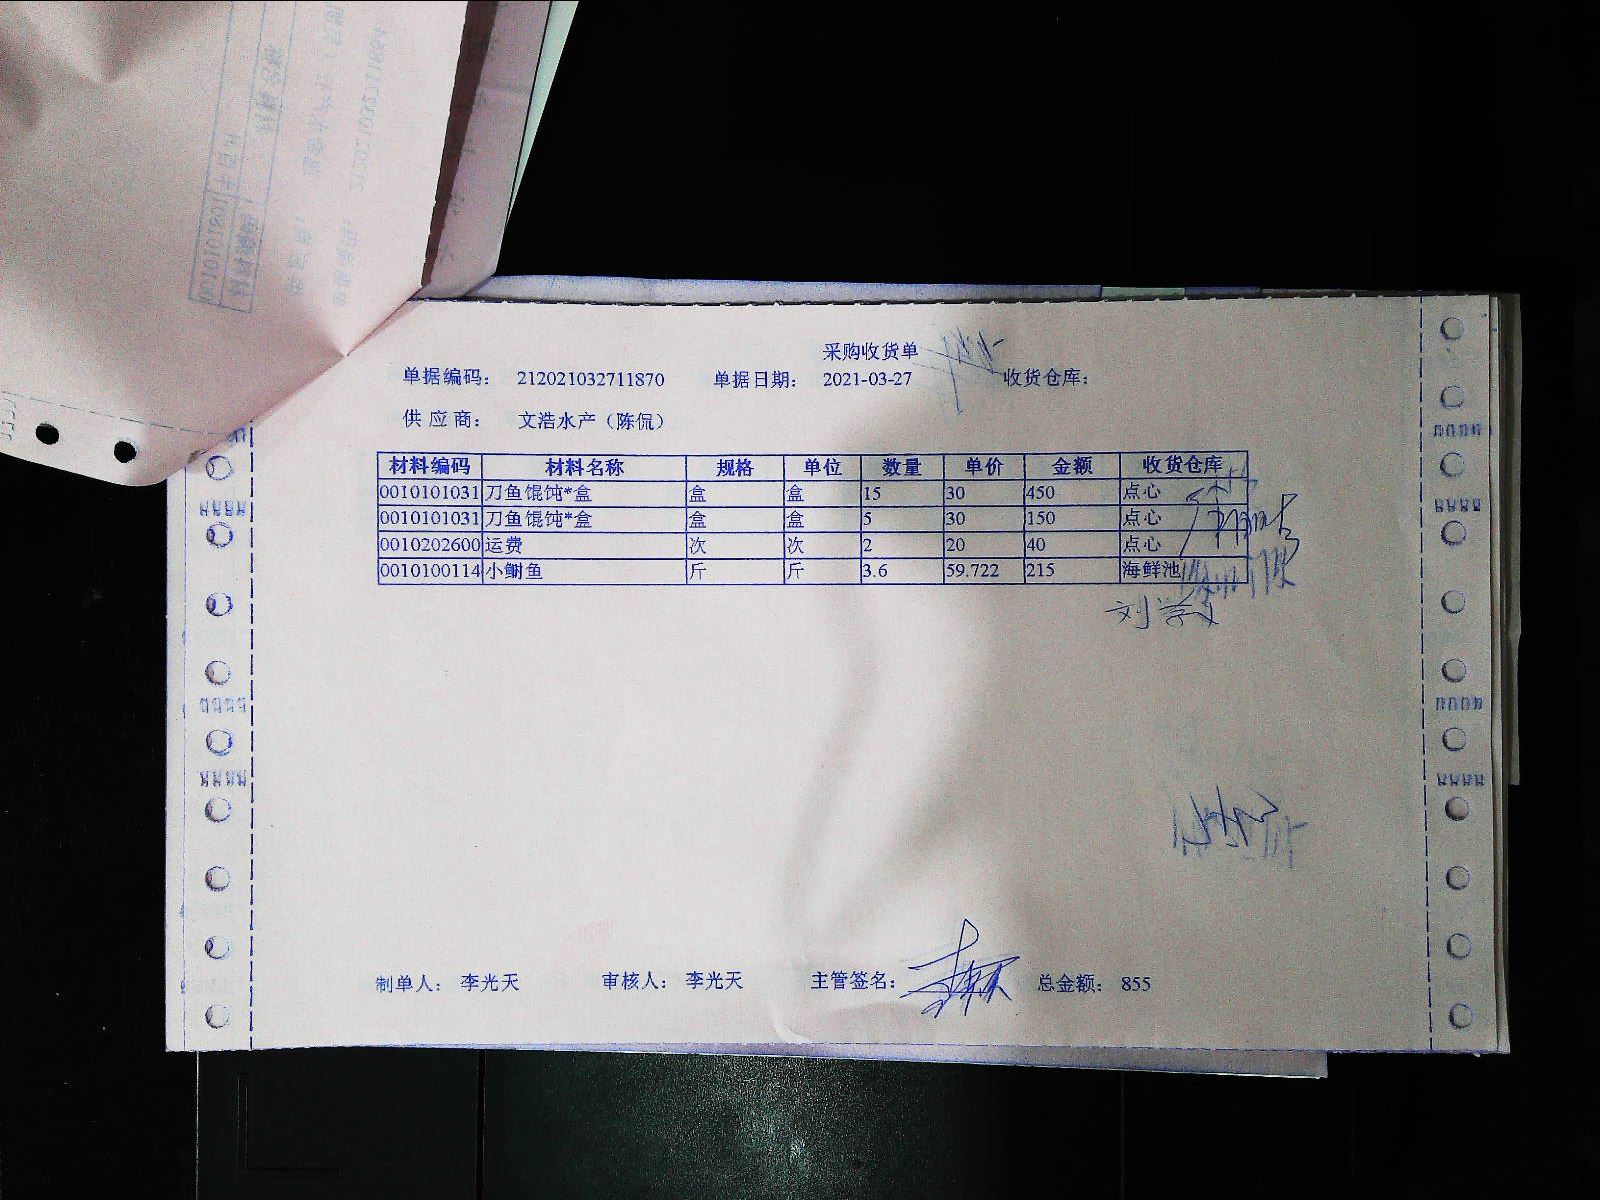 采购收货单
单据编码： 212021032711870 单据日期： 2021-03-27 收货仓库：
供 应 商： 文浩水产（陈侃）
材料编码 材料名称 规格 单位 数量 单价 金额 收货仓库
0010101031 刀鱼馄饨*盒 盒 盒 15 30 450 点心
0010101031 刀鱼馄饨*盒 盒 盒 5 30 150 点心
0010202600 运费 次 次 2 20 40 点心
0010100114 小鲥鱼 斤 斤 3.6 59.722 215 海鲜池
制单人： 李光天 审核人： 李光天 主管签名： 总金额： 855